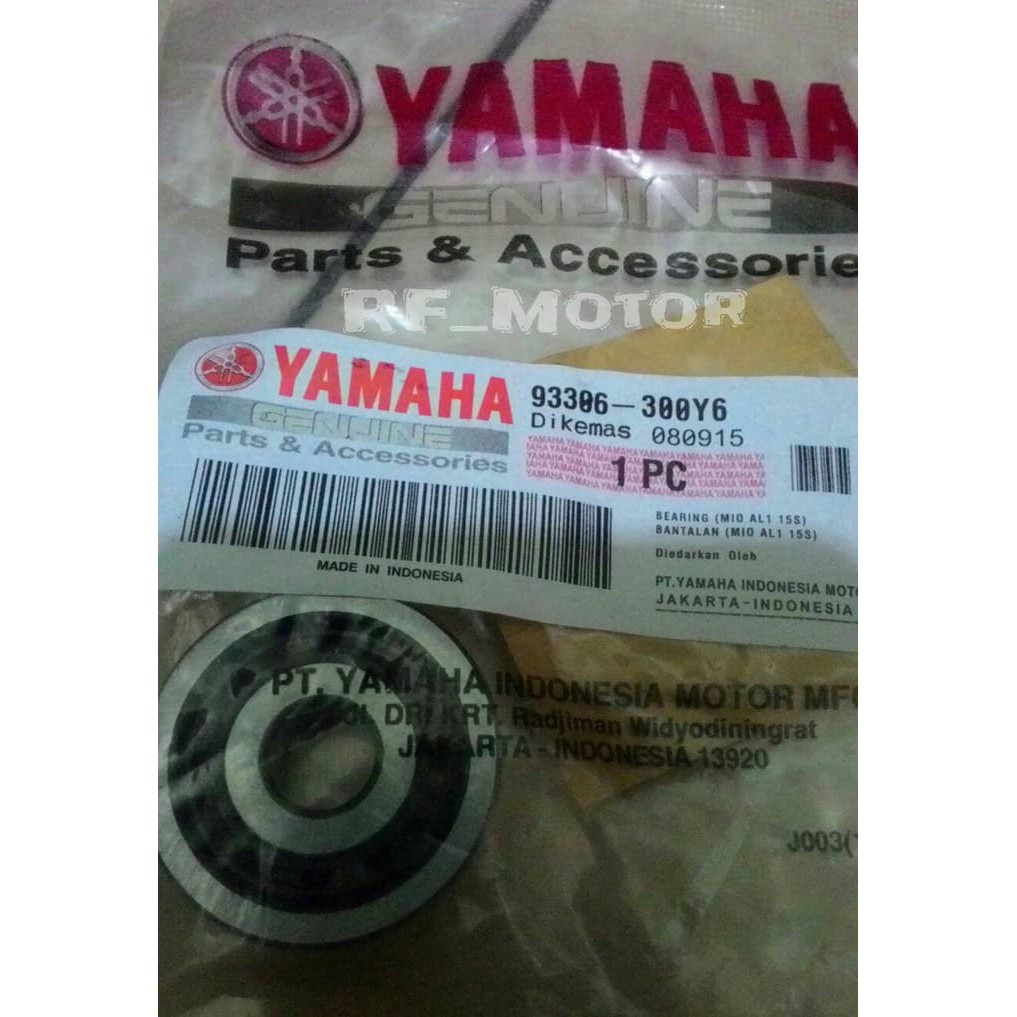 YAMAHA
GENUINE
Parts & Accessorie
RF_MOTOR
YAMAHA
GENUINE
Parts & Accessories
93306-300Y6
Dikemas 080915
1 PC
BEARING (MIO AL1 15S)
BANTALAN (MIO AL1 15S)
Diedarkan Oleh
PT.YAMAHA INDONESIA MOTO
JAKARTA-INDONESIA
MADE IN INDONESIA
PT. YAMAHA INDONESIA MOTOR MFG
Jl. DR. KRT. Radjiman Widyodiningrat
JAKARTA - INDONESIA 13920
J003(